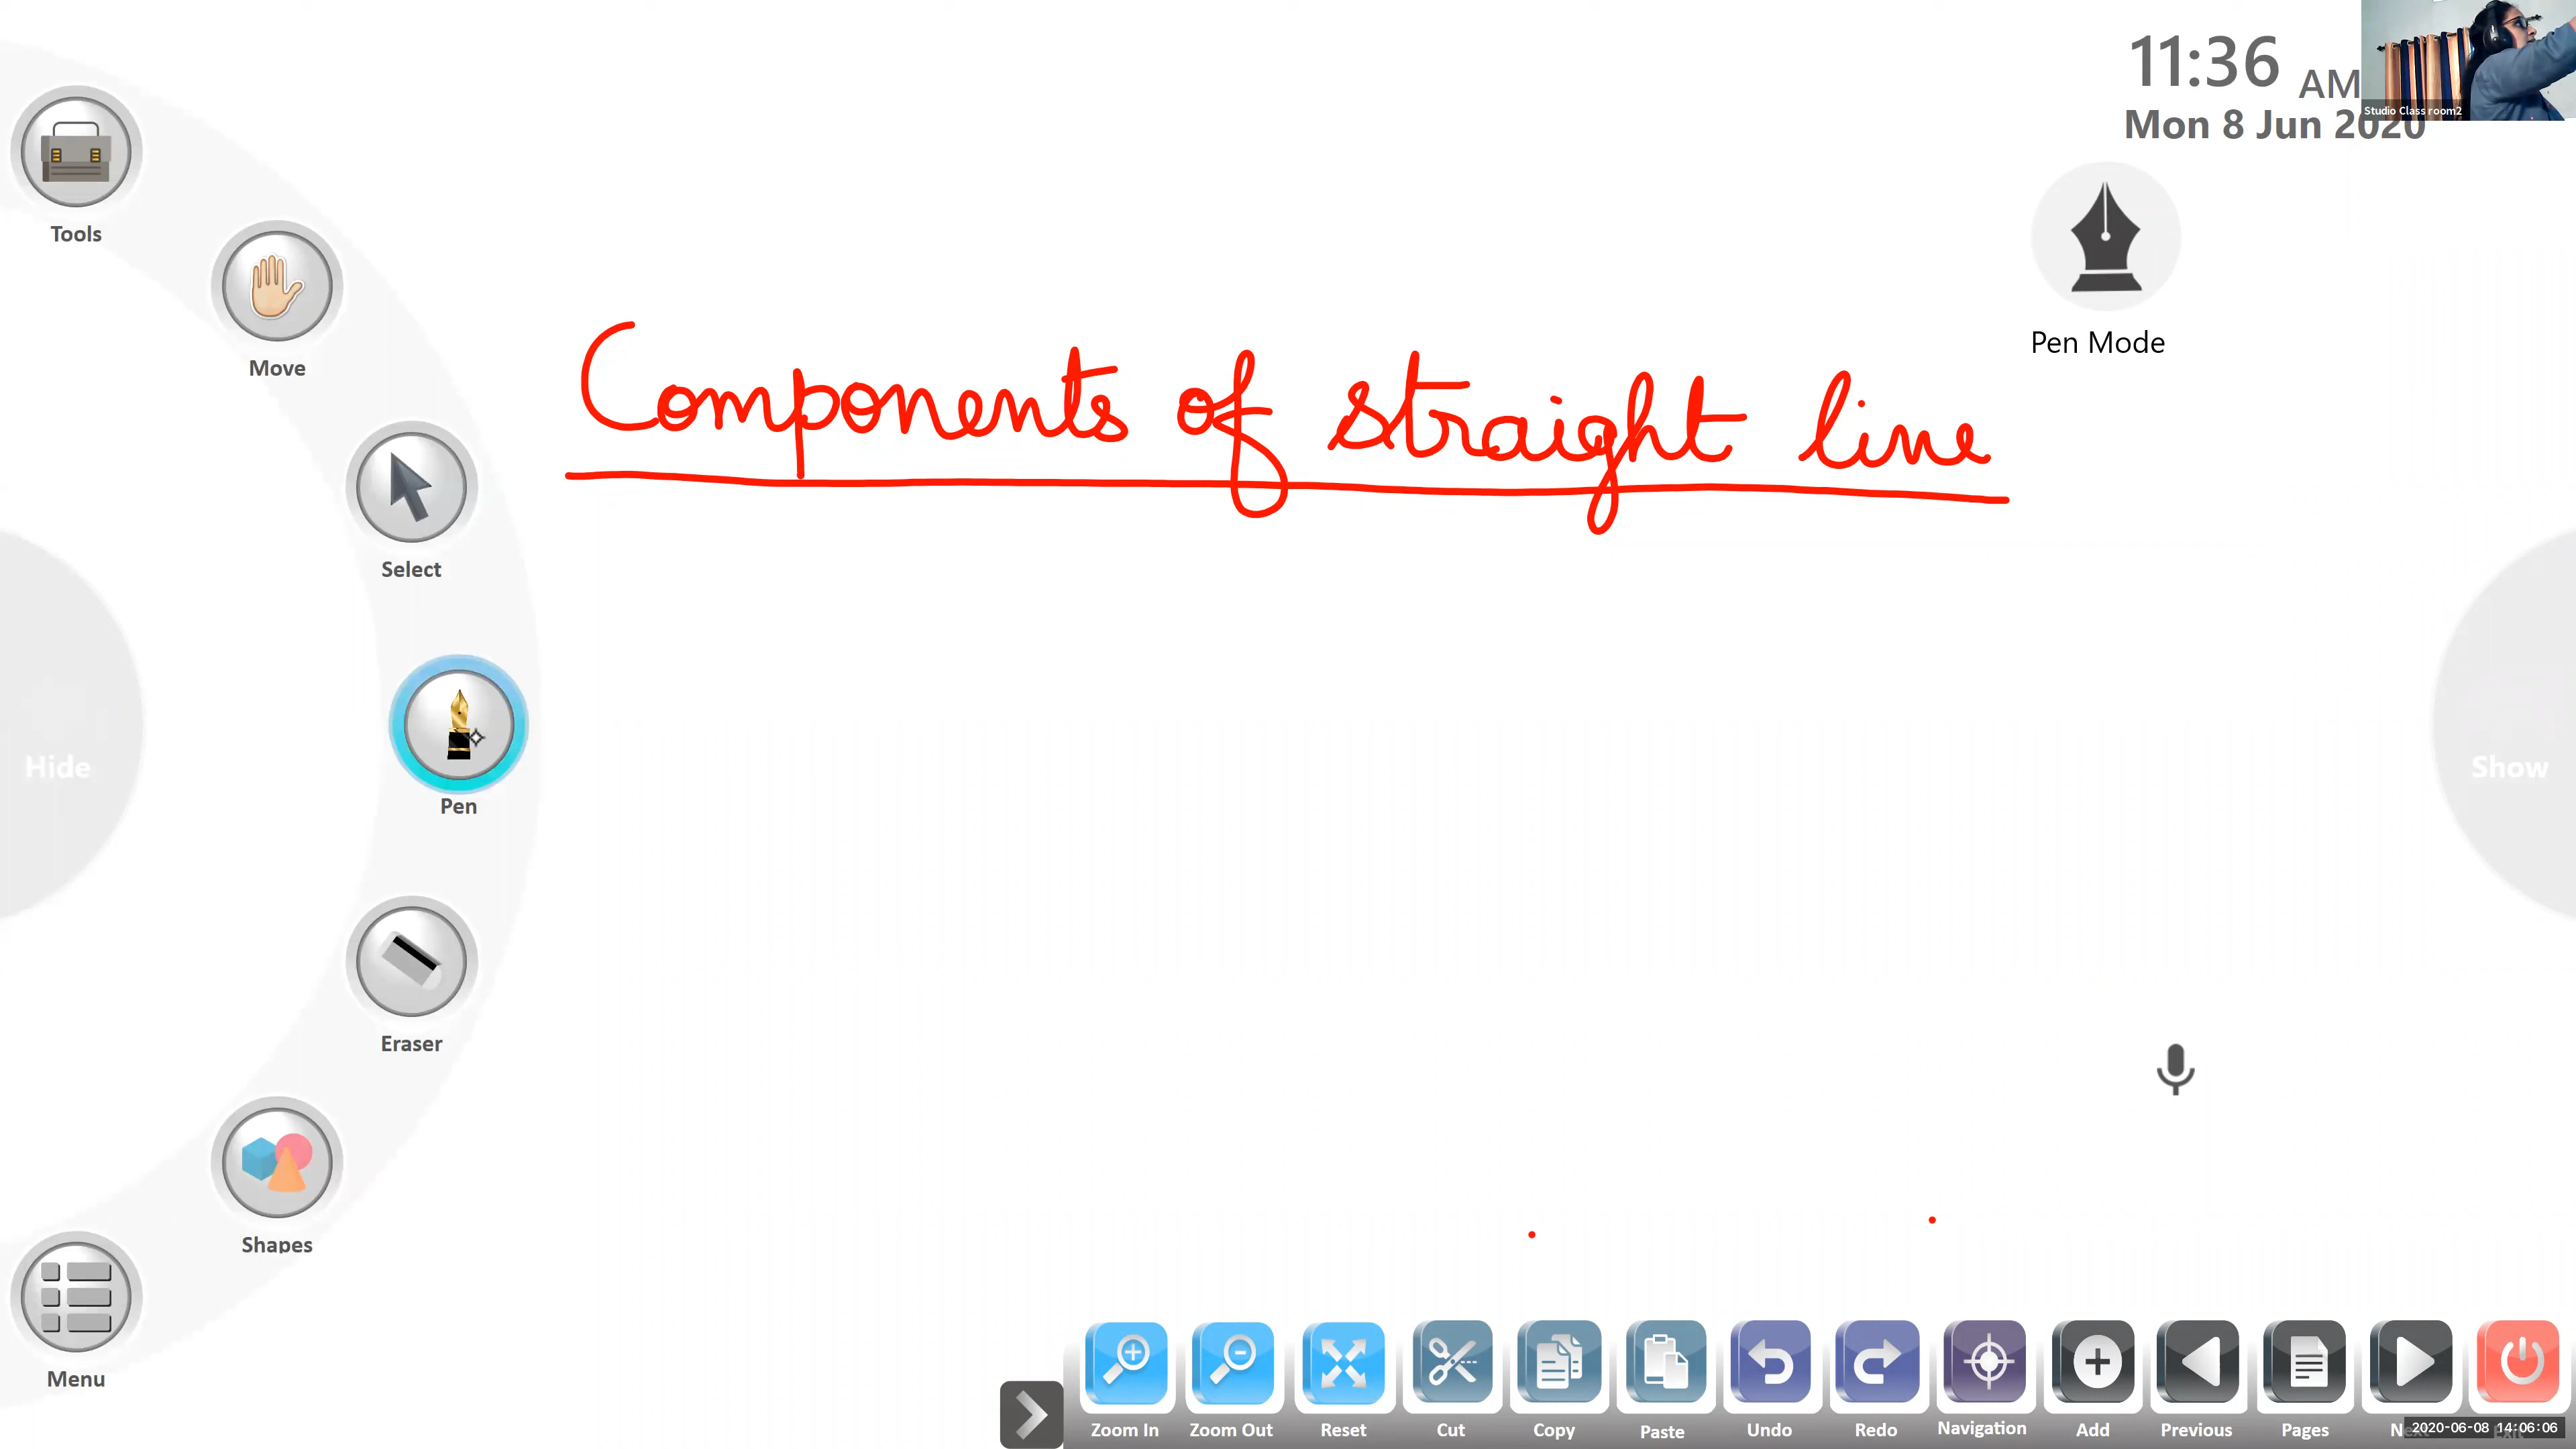 11:36 AM
Studio Class room2
Mon 8 Jun 2020
Tools
Move
Pen Mode
Components of straight line
Select
Hide
Show
Pen
Eraser
Shapes
Menu
Zoom In Zoom Out Reset Cut Copy Paste Undo Redo Navigation Add Previous Pages
2020-06-08 14:06:06